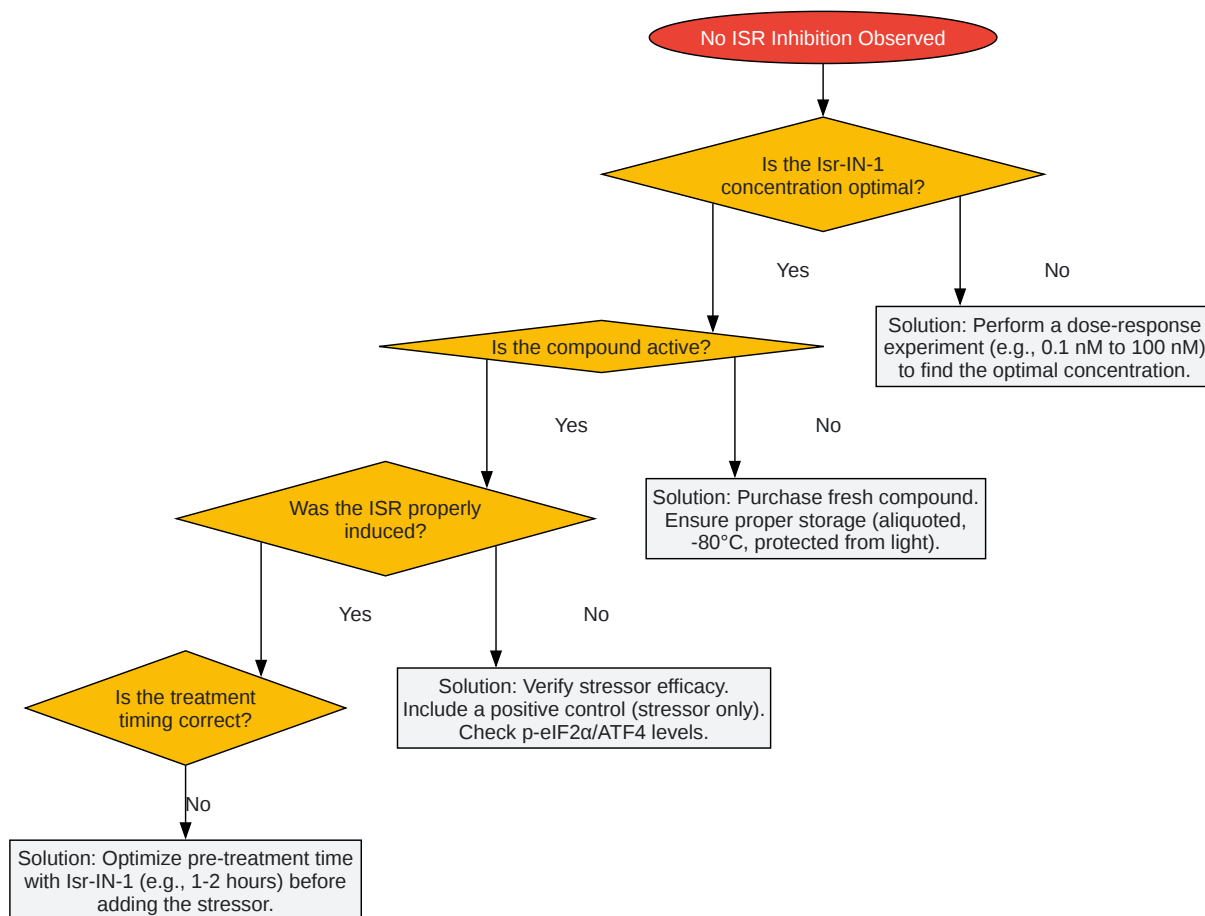 No ISR Inhibition Observed
Is the Isr-IN-1
concentration optimal?
Yes
No
Solution: Perform a dose-response
experiment (e.g., 0.1 nM to 100 nM)
to find the optimal concentration.
Is the compound active?
Yes
No
Solution: Purchase fresh compound.
Ensure proper storage (aliquoted,
-80°C, protected from light).
Was the ISR properly
induced?
Yes
No
Solution: Verify stressor efficacy.
Include a positive control (stressor only).
Check p-eIF2α/ATF4 levels.
Is the treatment
timing correct?
No
Solution: Optimize pre-treatment time
with Isr-IN-1 (e.g., 1-2 hours) before
adding the stressor.